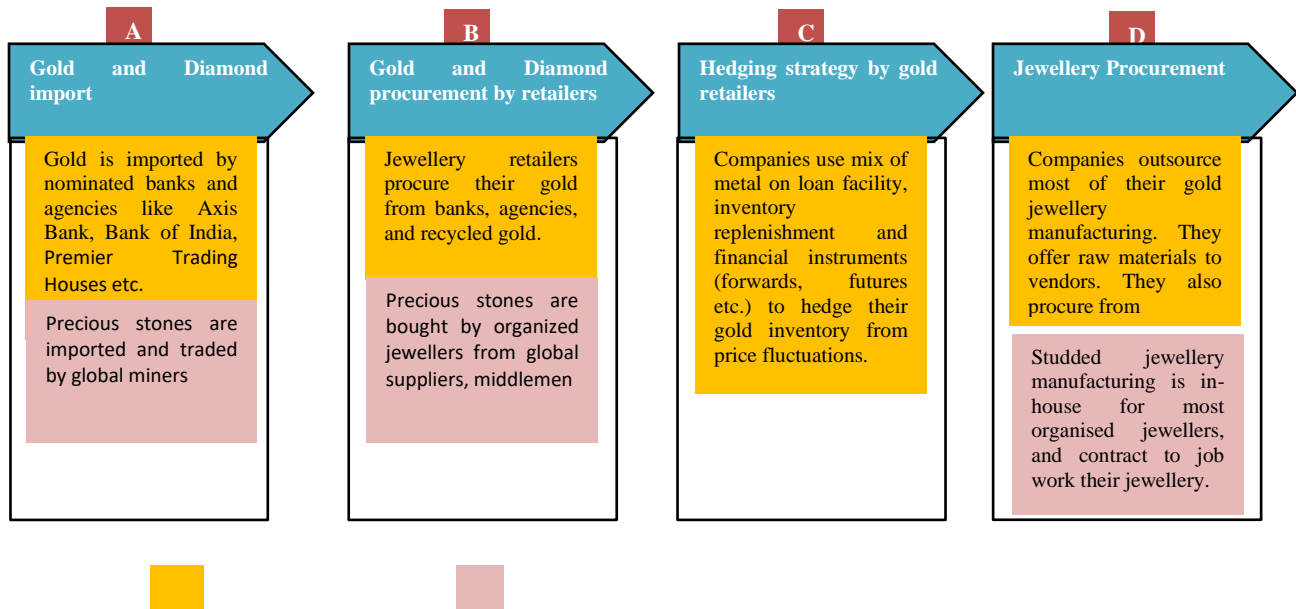 A
Gold and Diamond
import
Gold is imported by
nominated banks and
agencies like Axis
Bank, Bank of India,
Premier Trading
Houses etc.
Precious stones are
imported and traded
by global miners
B
Gold and Diamond
procurement by retailers
Jewellery retailers
procure their gold
from banks, agencies,
and recycled gold.
Precious stones are
bought by organized
jewellers from global
suppliers, middlemen
C
Hedging strategy by gold
retailers
Companies use mix of
metal on loan facility,
inventory
replenishment and
financial instruments
(forwards, futures
etc.) to hedge their
gold inventory from
price fluctuations.
D
Jewellery Procurement
Companies outsource
most of their gold
jewellery
manufacturing. They
offer raw materials to
vendors. They also
procure from
Studded jewellery
manufacturing is in-
house for most
organised jewellers,
and contract to job
work their jewellery.